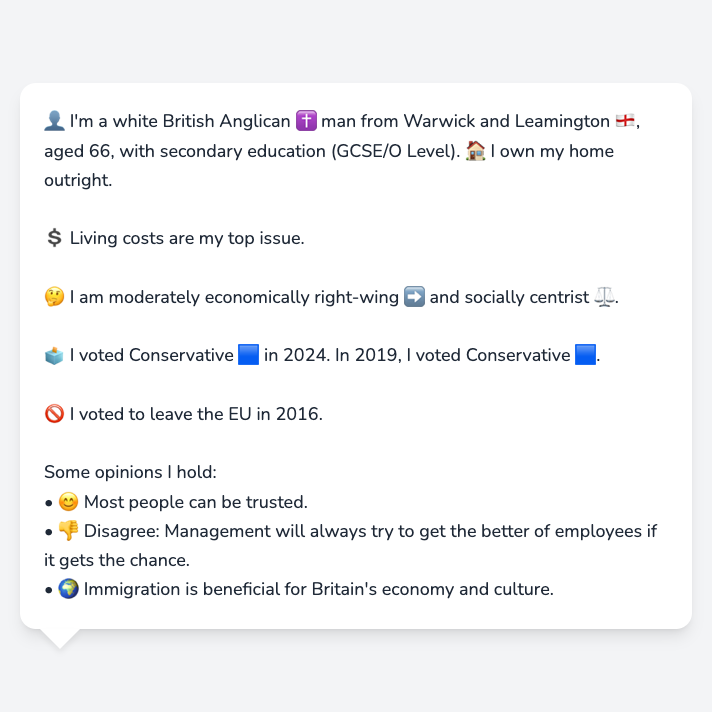 👤 I'm a white British Anglican ✝️ man from Warwick and Leamington 🏴󠁧󠁢󠁥󠁮󠁧󠁿,
aged 66, with secondary education (GCSE/O Level). 🏠 I own my home
outright.
💲 Living costs are my top issue.
🤔 I am moderately economically right-wing ➡️ and socially centrist ⚖️.
🗳️ I voted Conservative 🟦 in 2024. In 2019, I voted Conservative 🟦.
🚫 I voted to leave the EU in 2016.
Some opinions I hold:
• 😊 Most people can be trusted.
• 👎 Disagree: Management will always try to get the better of employees if
it gets the chance.
• 🌍 Immigration is beneficial for Britain's economy and culture.